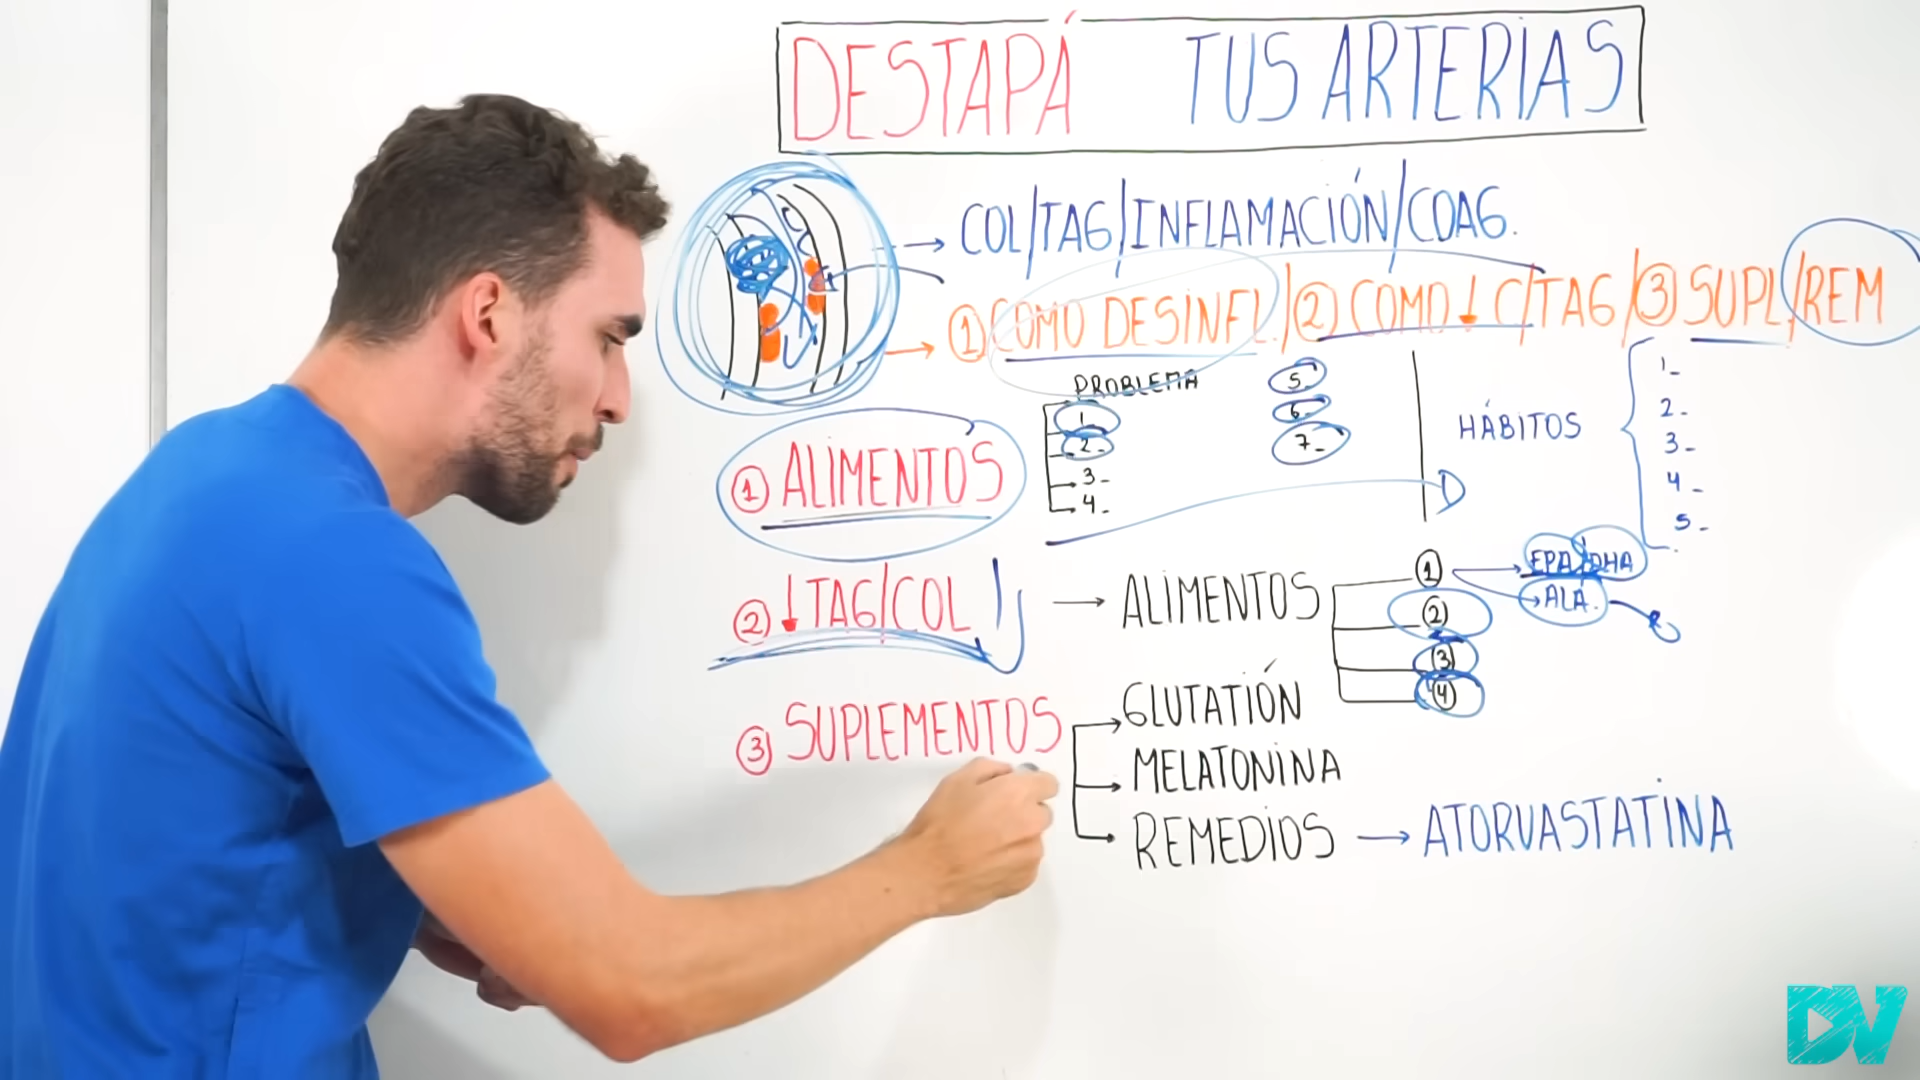 DESTAPÁ TUS ARTERIAS
COL/TAG/INFLAMACIÓN/COAG.
① COMO DESINFL./② COMO ↓ C/TAG/③ SUPL/REM
PROBLEMA
1-
2-
3-
4-
5-
6-
7-
HÁBITOS
1-
2-
3-
4-
5-
① ALIMENTOS
② ↓ TAG/COL → ALIMENTOS
① → EPA/DHA
→ ALA.
②
③
④
③ SUPLEMENTOS
→ GLUTATIÓN
→ MELATONINA
→ REMEDIOS → ATORVASTATINA
DV